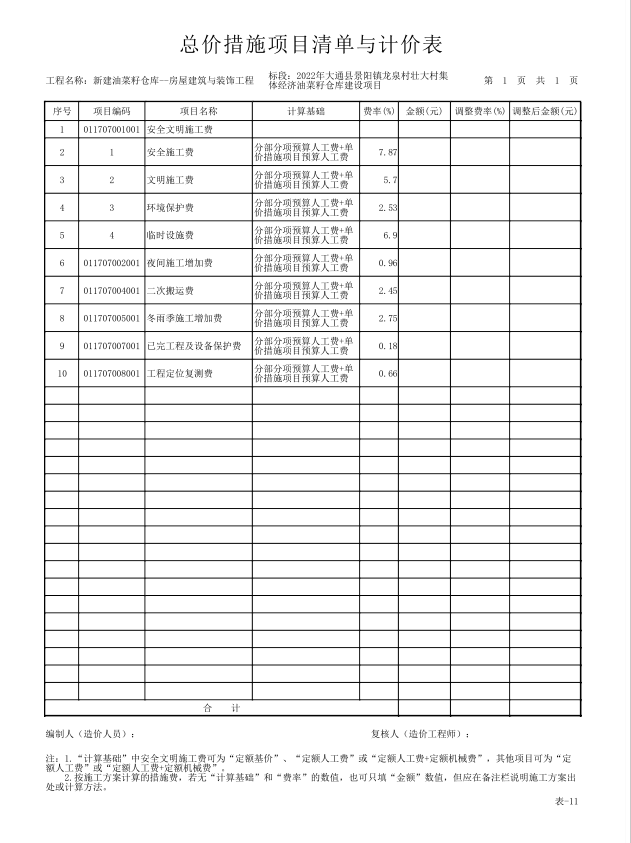 总价措施项目清单与计价表
工程名称：新建油菜籽仓库—房屋建筑与装饰工程
标段：2022年大通县景阳镇龙泉村壮大村集
体经济油菜籽仓库建设项目
第 1 页 共 1 页
序号 项目编码 项目名称 计算基础 费率(%) 金额(元) 调整费率(%) 调整后金额(元)
1 011707001001 安全文明施工费
2 1 安全施工费 分部分项预算人工费+单
价措施项目预算人工费 7.87
3 2 文明施工费 分部分项预算人工费+单
价措施项目预算人工费 5.7
4 3 环境保护费 分部分项预算人工费+单
价措施项目预算人工费 2.53
5 4 临时设施费 分部分项预算人工费+单
价措施项目预算人工费 6.9
6 011707002001 夜间施工增加费 分部分项预算人工费+单
价措施项目预算人工费 0.96
7 011707004001 二次搬运费 分部分项预算人工费+单
价措施项目预算人工费 2.45
8 011707005001 冬雨季施工增加费 分部分项预算人工费+单
价措施项目预算人工费 2.75
9 011707007001 已完工程及设备保护费 分部分项预算人工费+单
价措施项目预算人工费 0.18
10 011707008001 工程定位复测费 分部分项预算人工费+单
价措施项目预算人工费 0.66
合 计
编制人（造价人员）： 复核人（造价工程师）：
注：1.“计算基础”中安全文明施工费可为“定额基价”、“定额人工费”或“定额人工费+定额机械费”，其他项目可为“定
额人工费”或“定额人工费+定额机械费”。
2.按施工方案计算的措施费，若无“计算基础”和“费率”的数值，也可只填“金额”数值，但应在备注栏说明施工方案出
处或计算方法。
表-11